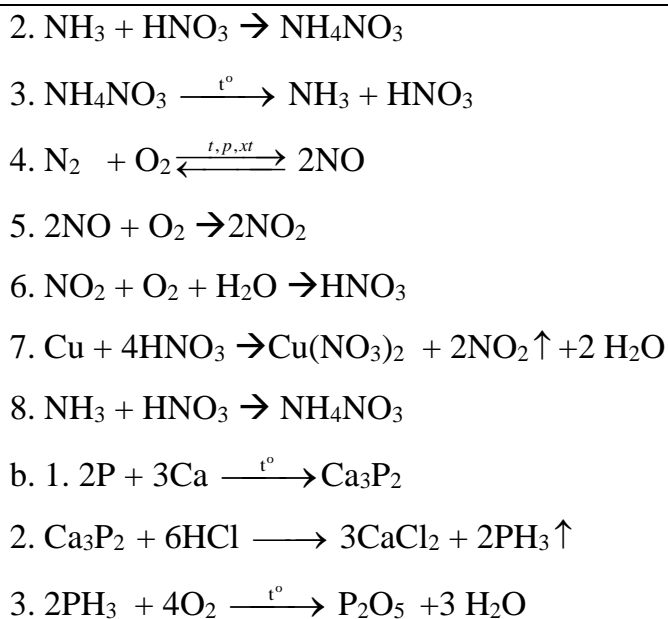 2. NH₃ + HNO₃ → NH₄NO₃
3. NH₄NO₃ —t°→ NH₃ + HNO₃
4. N₂ + O₂ ⇄ t,p,xt 2NO
5. 2NO + O₂ →2NO₂
6. NO₂ + O₂ + H₂O →HNO₃
7. Cu + 4HNO₃ →Cu(NO₃)₂ + 2NO₂↑ +2 H₂O
8. NH₃ + HNO₃ → NH₄NO₃
b. 1. 2P + 3Ca —t°→ Ca₃P₂
2. Ca₃P₂ + 6HCl ⟶ 3CaCl₂ + 2PH₃↑
3. 2PH₃ + 4O₂ —t°→ P₂O₅ +3 H₂O